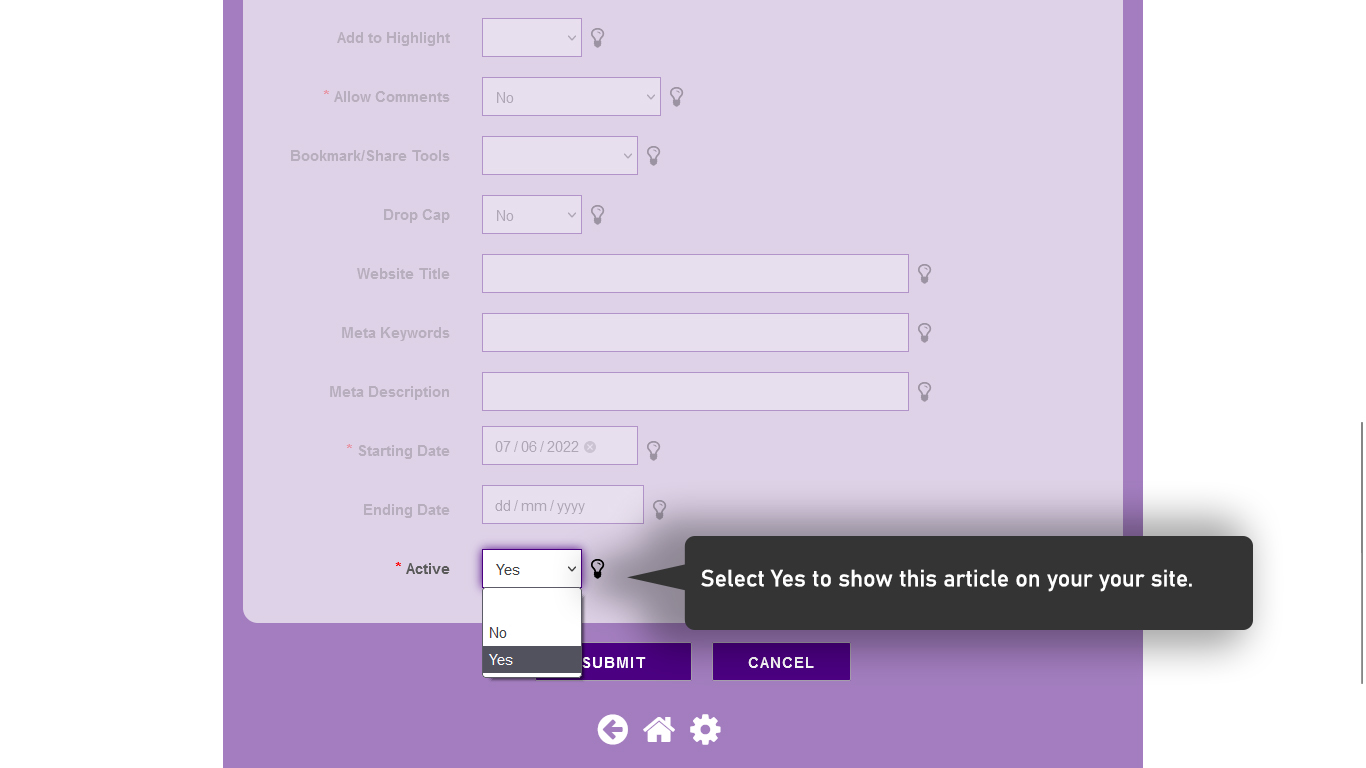 Add to Highlight
* Allow Comments No
Bookmark/Share Tools
Drop Cap No
Website Title
Meta Keywords
Meta Description
* Starting Date 07 / 06 / 2022
Ending Date dd / mm / yyyy
* Active Yes
Select Yes to show this article on your your site.
No
Yes
SUBMIT CANCEL